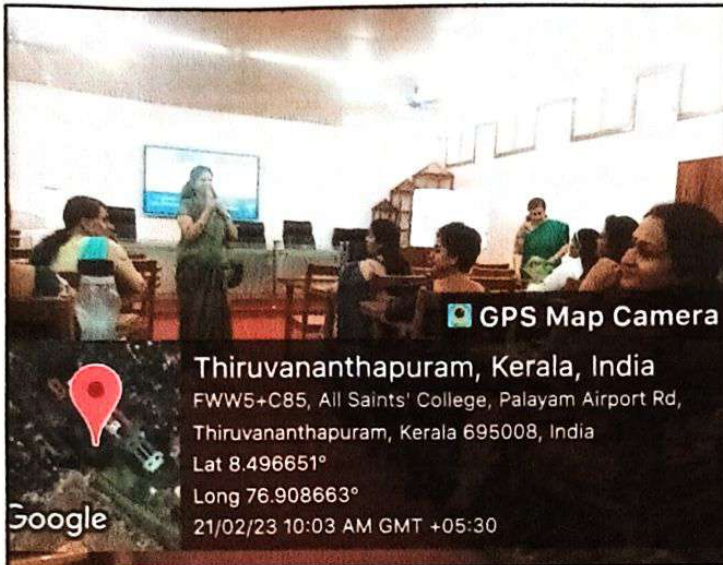 GPS Map Camera
Thiruvananthapuram, Kerala, India
FWW5+C85, All Saints' College, Palayam Airport Rd,
Thiruvananthapuram, Kerala 695008, India
Lat 8.496651°
Long 76.908663°
21/02/23 10:03 AM GMT +05:30
Google